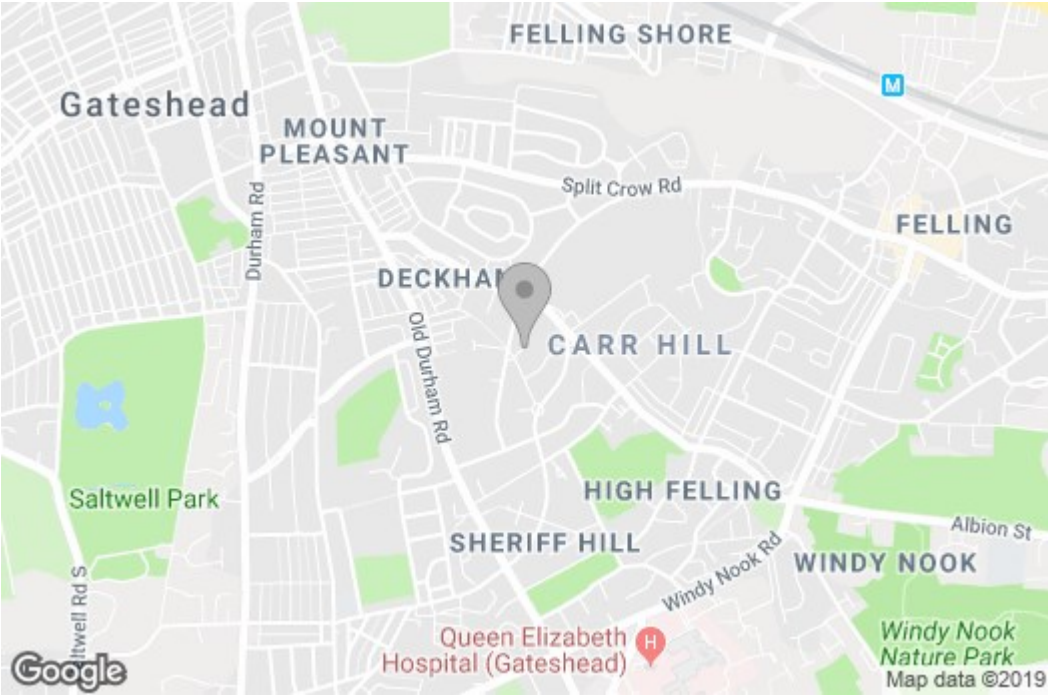 FELLING SHORE
M
Gateshead
MOUNT
PLEASANT
Split Crow Rd
Durham Rd
FELLING
DECKHAM
Old Durham Rd
CARR HILL
Saltwell Park
HIGH FELLING
Albion St
SHERIFF HILL
Windy Nook Rd
WINDY NOOK
Saltwell Rd S
Queen Elizabeth
Hospital (Gateshead)
H
Windy Nook
Nature Park
Google
Map data ©2019